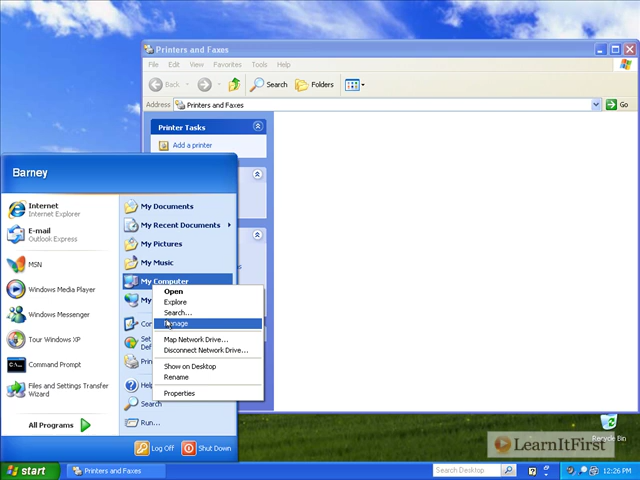 Printers and Faxes
File Edit View Favorites Tools Help
Back Search Folders
Address Printers and Faxes Go
Printer Tasks
Add a printer
Barney
Internet
Internet Explorer
E-mail
Outlook Express
MSN
Windows Media Player
Windows Messenger
Tour Windows XP
Command Prompt
Files and Settings Transfer
Wizard
All Programs
My Documents
My Recent Documents
My Pictures
My Music
My Computer
My
Help
Search
Run...
Open
Explore
Search...
Map Network Drive...
Disconnect Network Drive...
Show on Desktop
Rename
Properties
Log Off Shut Down
LearnItFirst
Recycle Bin
start Printers and Faxes Search Desktop 12:26 PM